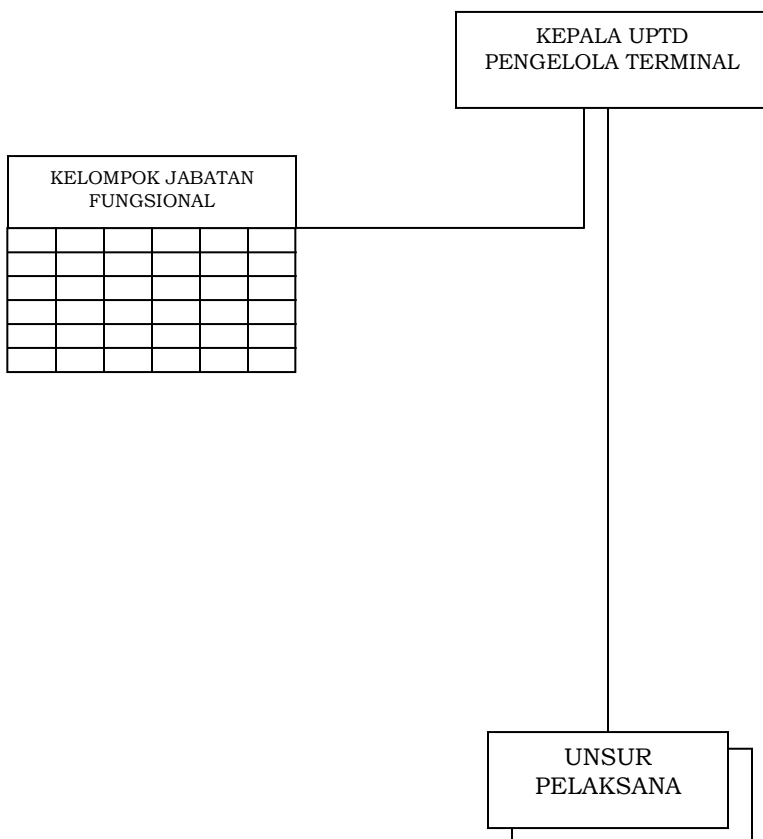 KEPALA UPTD
PENGELOLA TERMINAL
KELOMPOK JABATAN
FUNGSIONAL
UNSUR
PELAKSANA